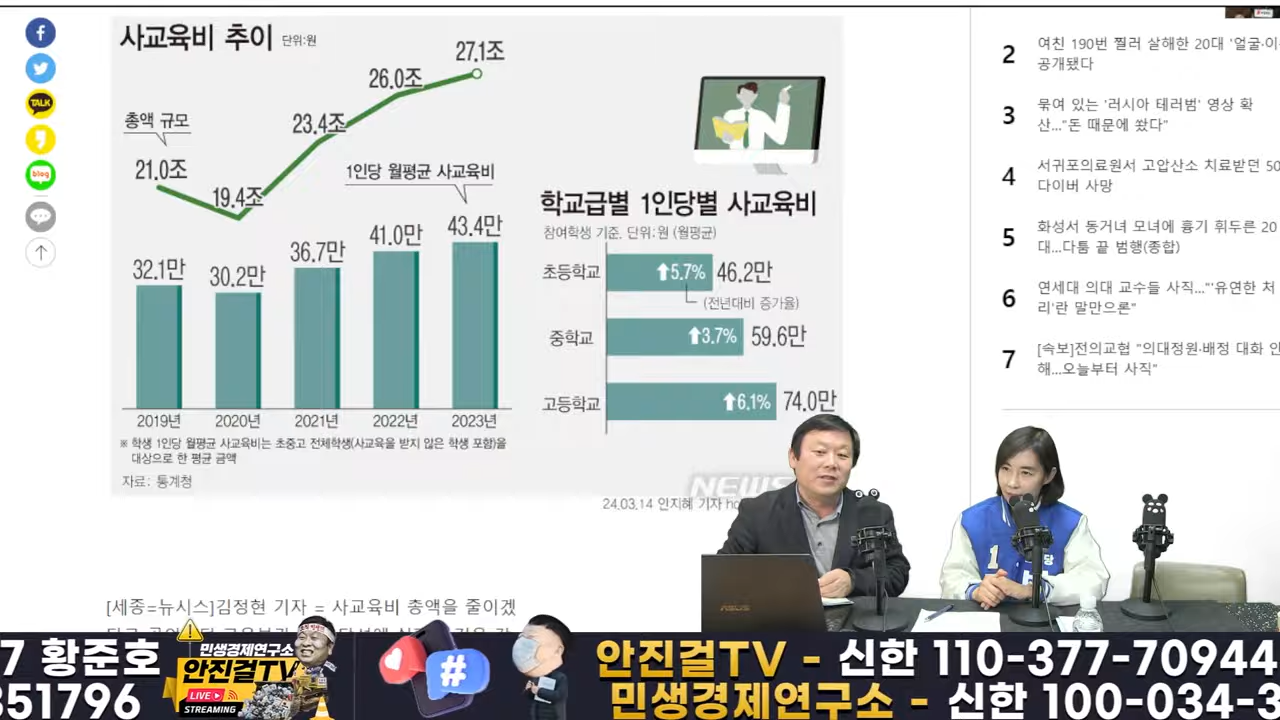 사교육비 추이 단위:원
총액 규모
21.0조
19.4조
23.4조
26.0조
27.1조
1인당 월평균 사교육비
32.1만
30.2만
36.7만
41.0만
43.4만
2019년
2020년
2021년
2022년
2023년
※ 학생 1인당 월평균 사교육비는 초중고 전체학생(사교육을 받지 않은 학생 포함)을
대상으로 한 평균 금액
자료: 통계청
학교급별 1인당별 사교육비
참여학생 기준, 단위:원 (월평균)
초등학교 5.7% 46.2만
(전년대비 증가율)
중학교 3.7% 59.6만
고등학교 6.1% 74.0만
NEWS
24.03.14 안지혜 기자
[세종=뉴시스]김정현 기자 = 사교육비 총액을 줄이겠
TALK
blog
2 여친 190번 찔러 살해한 20대 '얼굴·이
공개됐다
3 묶여 있는 '러시아 테러범' 영상 확
산…"돈 때문에 쐈다"
4 서귀포의료원서 고압산소 치료받던 50
다이버 사망
5 화성서 동거녀 모녀에 흉기 휘두른 20
대…다툼 끝 범행(종합)
6 연세대 의대 교수들 사직…"'유연한 처
리'란 말만으론"
7 [속보]전의교협 "의대정원·배정 대화 안
해…오늘부터 사직"
1
당
ASUS
7 황준호
351796
민생경제연구소
안진걸TV
LIVE
STREAMING
#
안진걸TV - 신한 110-377-70944
민생경제연구소 - 신한 100-034-3